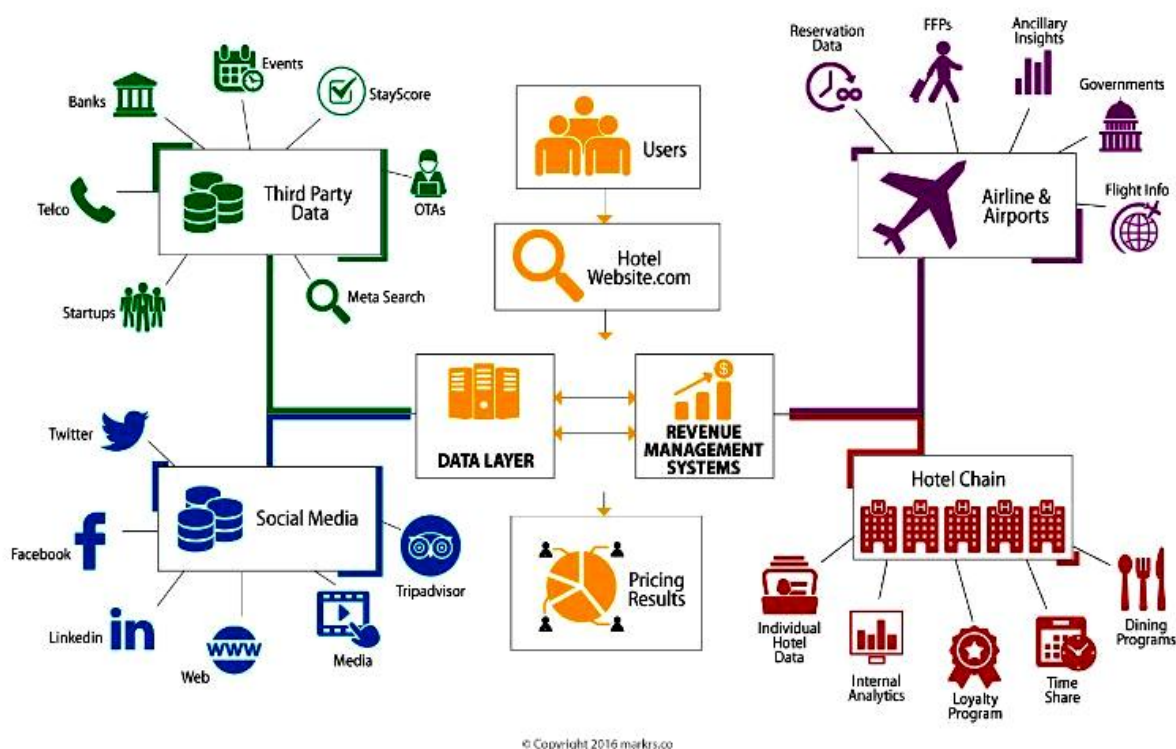 Events
Banks
StayScore
Third Party
Data
Telco
OTAs
Startups
Meta Search
Users
Hotel
Website.com
Reservation
Data
FFPs
Ancillary
Insights
Governments
Airline &
Airports
Flight Info
DATA LAYER
$
REVENUE
MANAGEMENT
SYSTEMS
Twitter
Social Media
Facebook
f
Tripadvisor
Linkedin
in
www
Web
Media
Pricing
Results
Hotel Chain
H
H
H
H
H
Individual
Hotel Data
Internal
Analytics
Loyalty
Program
Time
Share
Dining
Programs
© Copyright 2016 markrs.co